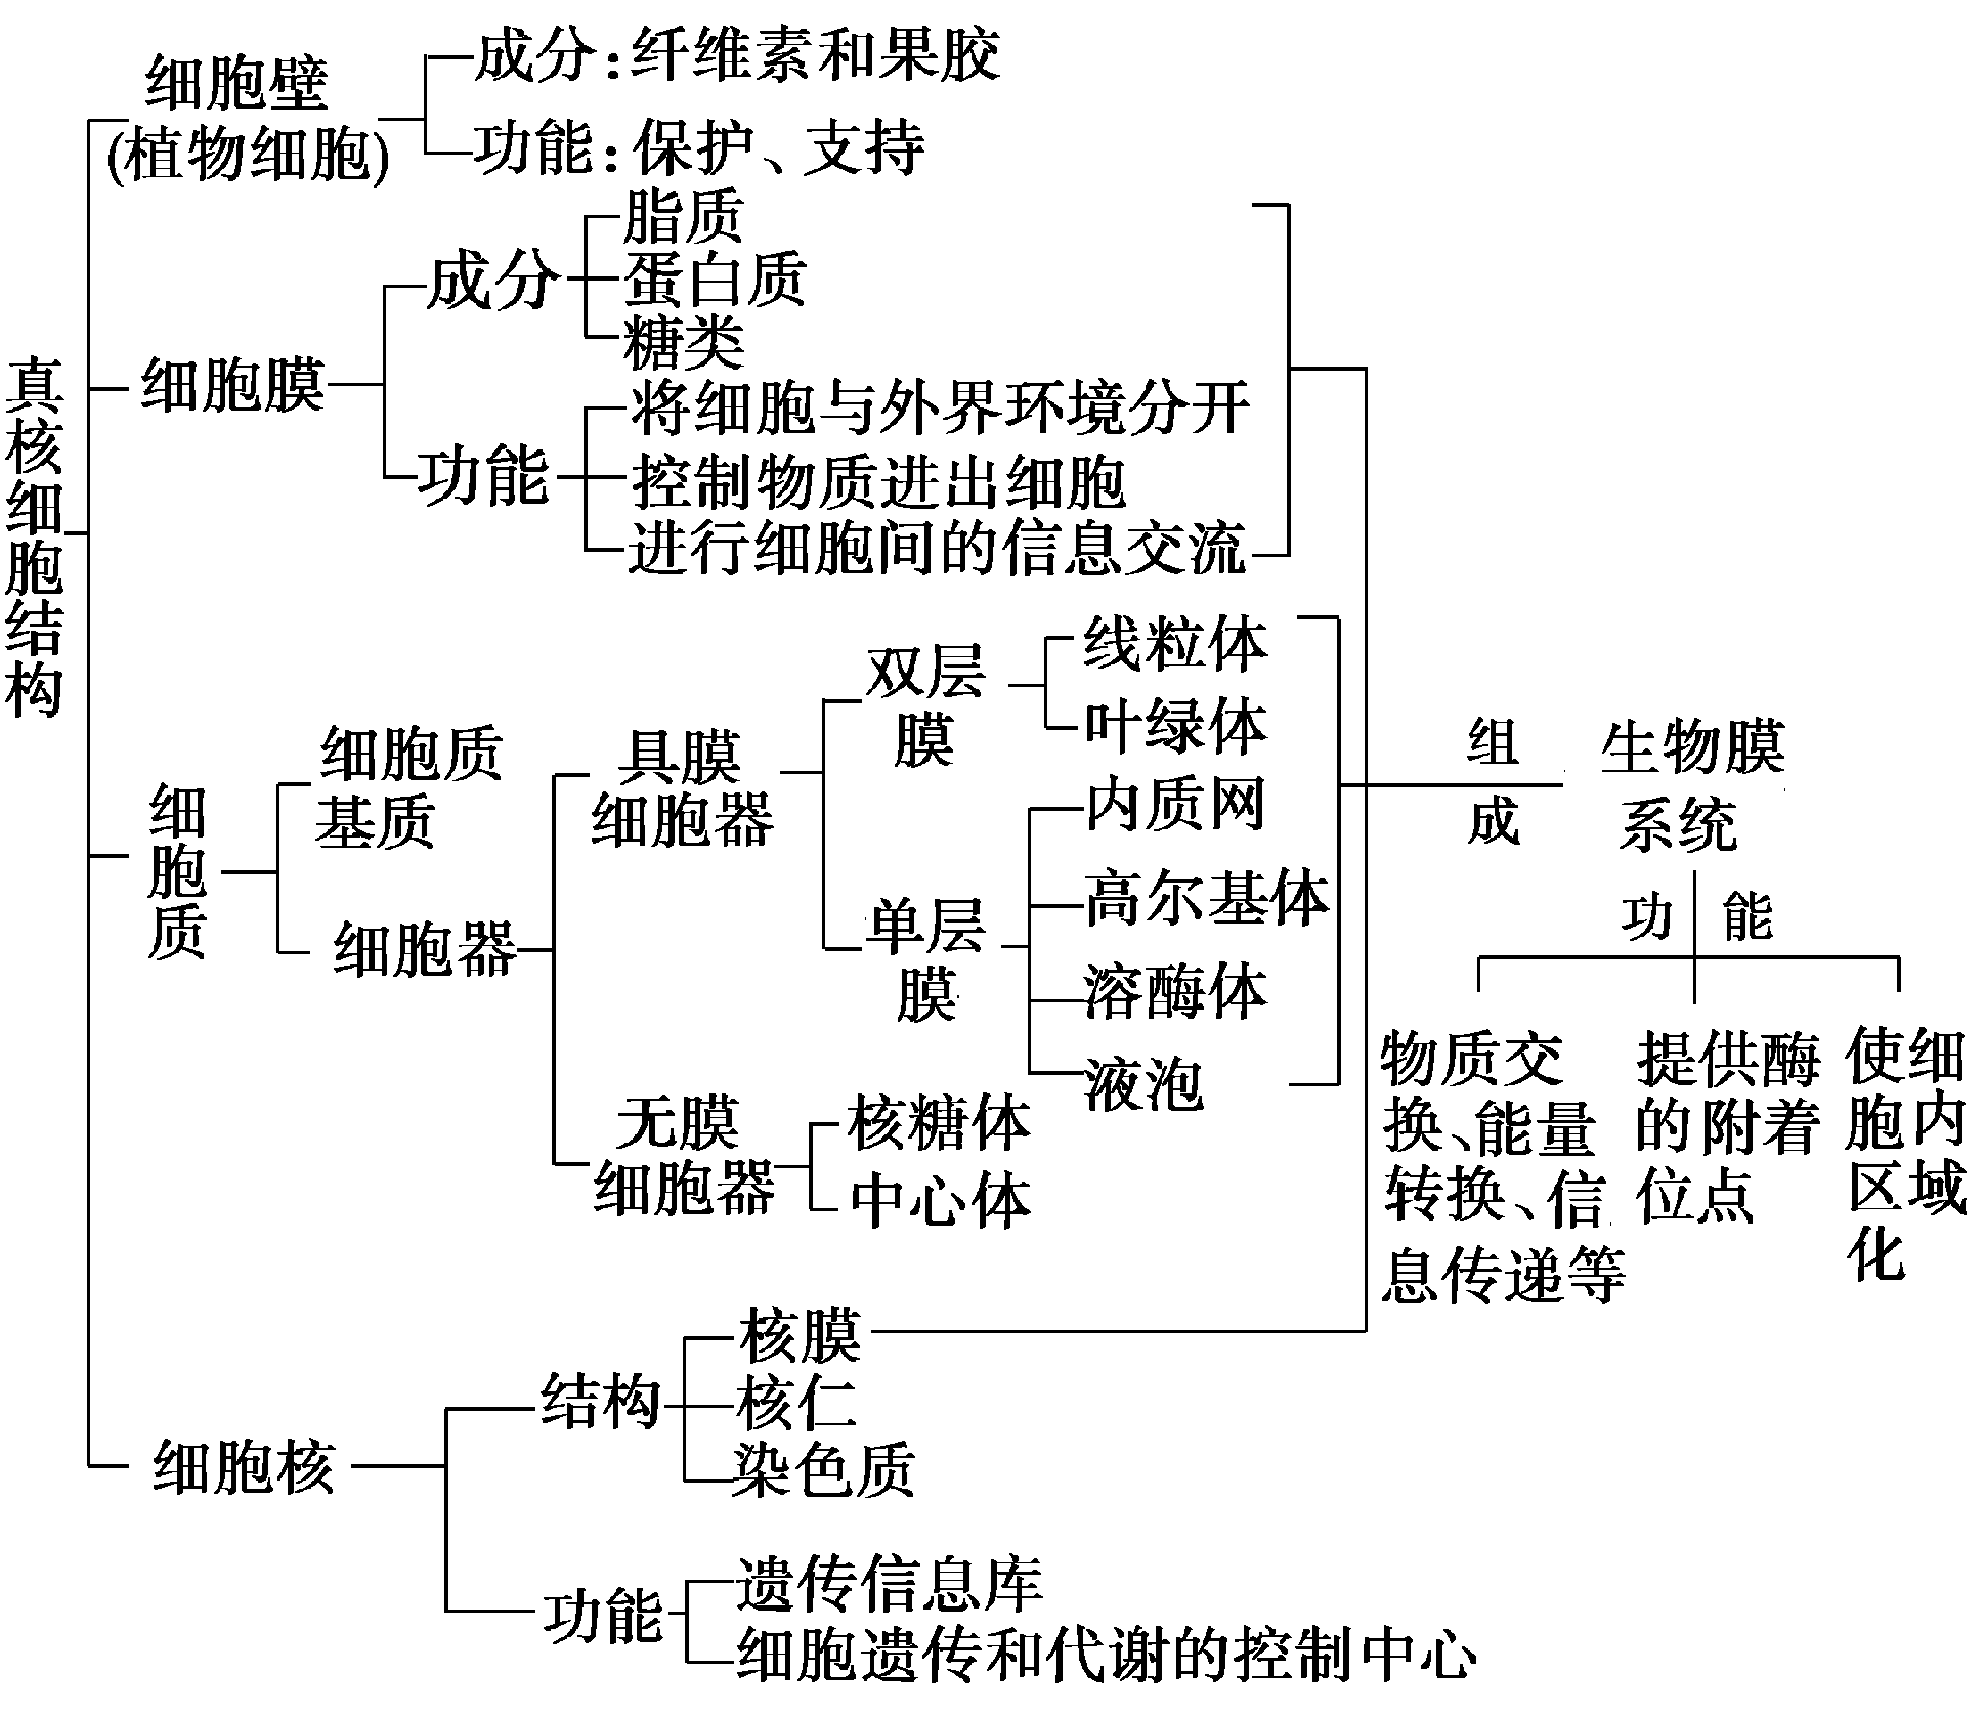 真核细胞结构
细胞壁
(植物细胞)
成分:纤维素和果胶
功能:保护、支持
细胞膜
成分
脂质
蛋白质
糖类
功能
将细胞与外界环境分开
控制物质进出细胞
进行细胞间的信息交流
细胞质
细胞质
基质
细胞器
具膜
细胞器
双层
膜
线粒体
叶绿体
单层
膜
内质网
高尔基体
溶酶体
液泡
无膜
细胞器
核糖体
中心体
细胞核
结构
核膜
核仁
染色质
功能
遗传信息库
细胞遗传和代谢的控制中心
组
成
生物膜
系统
功能
物质交
换、能量
转换、信
息传递等
提供酶
的附着
位点
使细
胞内
区域
化